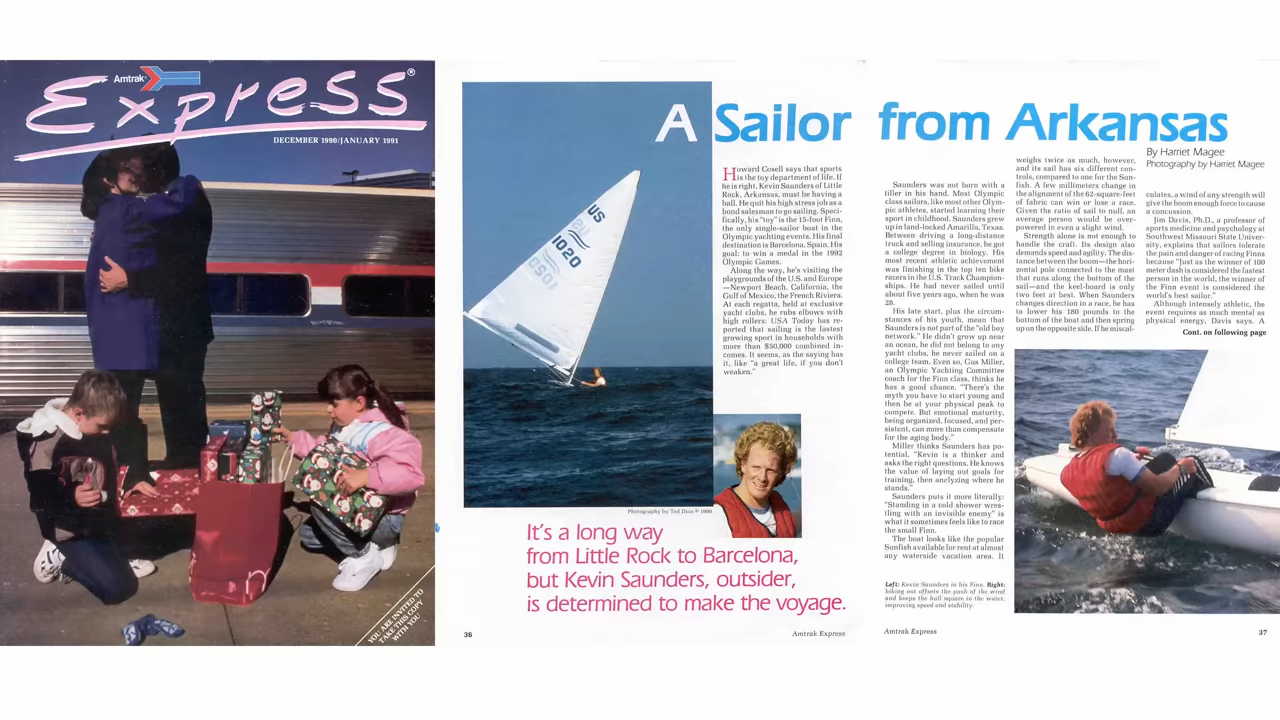 Amtrak
Express®
DECEMBER 1990/JANUARY 1991
YOU ARE INVITED TO
TAKE THIS COPY
WITH YOU
A Sailor from Arkansas
By Harriet Magee
Photography by Harriet Magee
US
1020
Howard Cosell says that sports
is the toy department of life. If
he is right, Kevin Saunders of Little
Rock, Arkansas, must be having a
ball. He quit his high stress job as a
bond salesman to go sailing. Speci-
fically, his "toy" is the 15-foot Finn,
the only single-sailor boat in the
Olympic yachting events. His final
destination is Barcelona, Spain. His
goal: to win a medal in the 1992
Olympic Games.
Along the way, he's visiting the
playgrounds of the U.S. and Europe
—Newport Beach, California, the
Gulf of Mexico, the French Riviera.
At each regatta, held at exclusive
yacht clubs, he rubs elbows with
high rollers: USA Today has re-
ported that sailing is the fastest
growing sport in households with
more than $50,000 combined in-
comes. It seems, as the saying has
it, like "a great life, if you don't
weaken."
Photography by Ted Dion © 1990
It's a long way
from Little Rock to Barcelona,
but Kevin Saunders, outsider,
is determined to make the voyage.
36
Amtrak Express
Saunders was not born with a
tiller in his hand. Most Olympic
class sailors, like most other Olym-
pic athletes, started learning their
sport in childhood. Saunders grew
up in land-locked Amarillo, Texas.
Between driving a long-distance
truck and selling insurance, he got
a college degree in biology. His
most recent athletic achievement
was finishing in the top ten bike
racers in the U.S. Track Champion-
ships. He had never sailed until
about five years ago, when he was
28.
His late start, plus the circum-
stances of his youth, mean that
Saunders is not part of the "old boy
network." He didn't grow up near
an ocean, he did not belong to any
yacht clubs, he never sailed on a
college team. Even so, Gus Miller,
an Olympic Yachting Committee
coach for the Finn class, thinks he
has a good chance. "There's the
myth you have to start young and
then be at your physical peak to
compete. But emotional maturity,
being organized, focused, and per-
sistent, can more than compensate
for the aging body."
Miller thinks Saunders has po-
tential. "Kevin is a thinker and
asks the right questions. He knows
the value of laying out goals for
training, then analyzing where he
stands."
Saunders puts it more literally:
"Standing in a cold shower wres-
tling with an invisible enemy" is
what it sometimes feels like to race
the small Finn.
The boat looks like the popular
Sunfish available for rent at almost
any waterside vacation area. It
weighs twice as much, however,
and its sail has six different con-
trols, compared to one for the Sun-
fish. A few millimeters change in
the alignment of the 62-square-feet
of fabric can win or lose a race.
Given the ratio of sail to null, an
average person would be over-
powered in even a slight wind.
Strength alone is not enough to
handle the craft. Its design also
demands speed and agility. The dis-
tance between the boom—the hori-
zontal pole connected to the mast
that runs along the bottom of the
sail—and the keel-board is only
two feet at best. When Saunders
changes direction in a race, he has
to lower his 180 pounds to the
bottom of the boat and then spring
up on the opposite side. If he miscal-
culates, a wind of any strength will
give the boom enough force to cause
a concussion.
Jim Davis, Ph.D., a professor of
sports medicine and psychology at
Southwest Missouri State Univer-
sity, explains that sailors tolerate
the pain and danger of racing Finns
because "Just as the winner of 100
meter dash is considered the fastest
person in the world, the winner of
the Finn event is considered the
world's best sailor."
Although intensely athletic, the
event requires as much mental as
physical energy, Davis says. A
Cont. on following page
Left: Kevin Saunders in his Finn. Right:
hiking out offsets the push of the wind
and keeps the hull square in the water,
improving speed and stability.
Amtrak Express
37